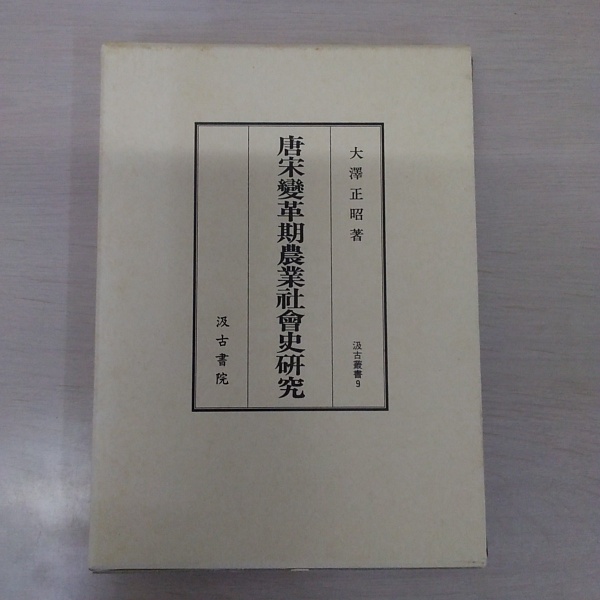 大澤正昭著
汲古叢書9
唐宋變革期農業社會史研究
汲古書院